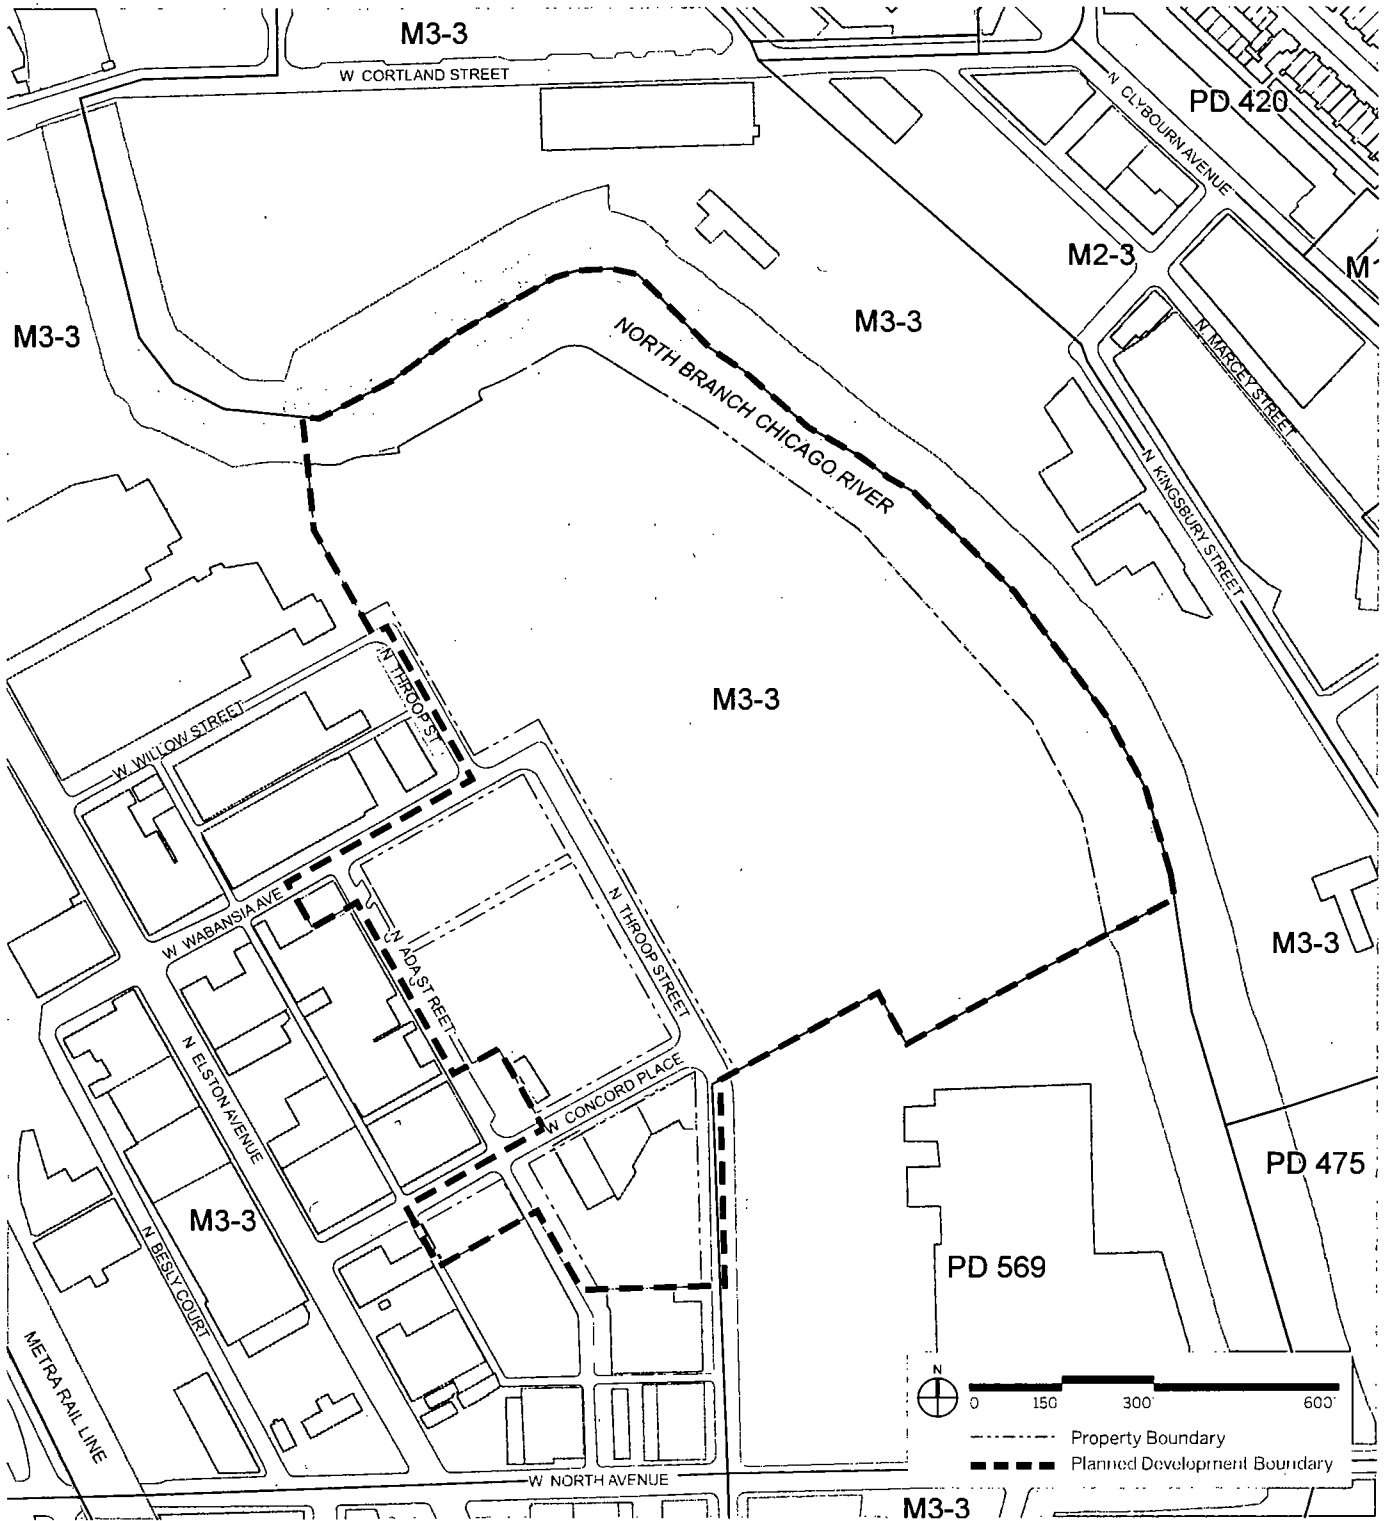 M3-3
W CORTLAND STREET
PD 420
N CLYBOURN AVENUE
M2-3
M3-3
M3-3
NORTH BRANCH CHICAGO RIVER
N MARCEY STREET
N KINGSBURY STREET
M3-3
N THROOP ST
W. WILLOW STREET
W WABANSIA AVE
N ADA STREET
N THROOP STREET
M3-3
W CONCORD PLACE
N ELSTON AVENUE
PD 475
M3-3
N BESLY COURT
PD 569
METRA RAIL LINE
N
0 150 300 600'
Property Boundary
Planned Development Boundary
W NORTH AVENUE
M3-3